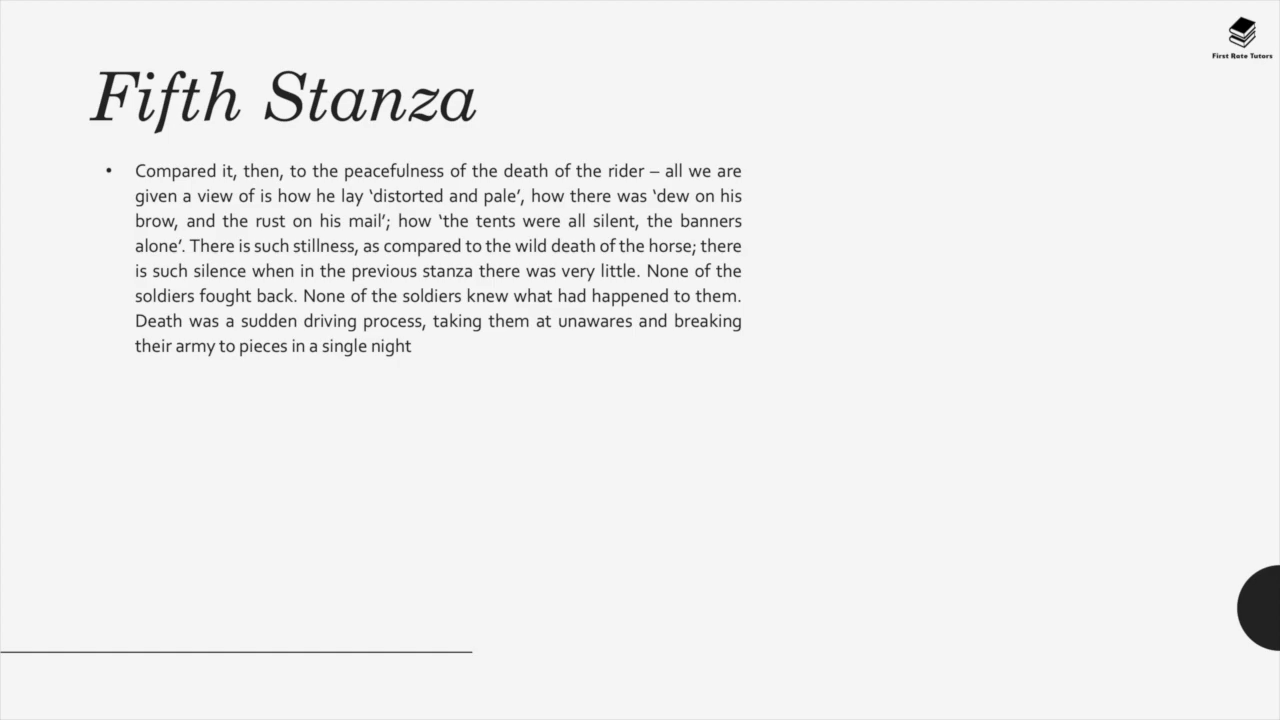 First Rate Tutors
Fifth Stanza
• Compared it, then, to the peacefulness of the death of the rider – all we are
given a view of is how he lay ‘distorted and pale’, how there was ‘dew on his
brow, and the rust on his mail’; how ‘the tents were all silent, the banners
alone’. There is such stillness, as compared to the wild death of the horse; there
is such silence when in the previous stanza there was very little. None of the
soldiers fought back. None of the soldiers knew what had happened to them.
Death was a sudden driving process, taking them at unawares and breaking
their army to pieces in a single night